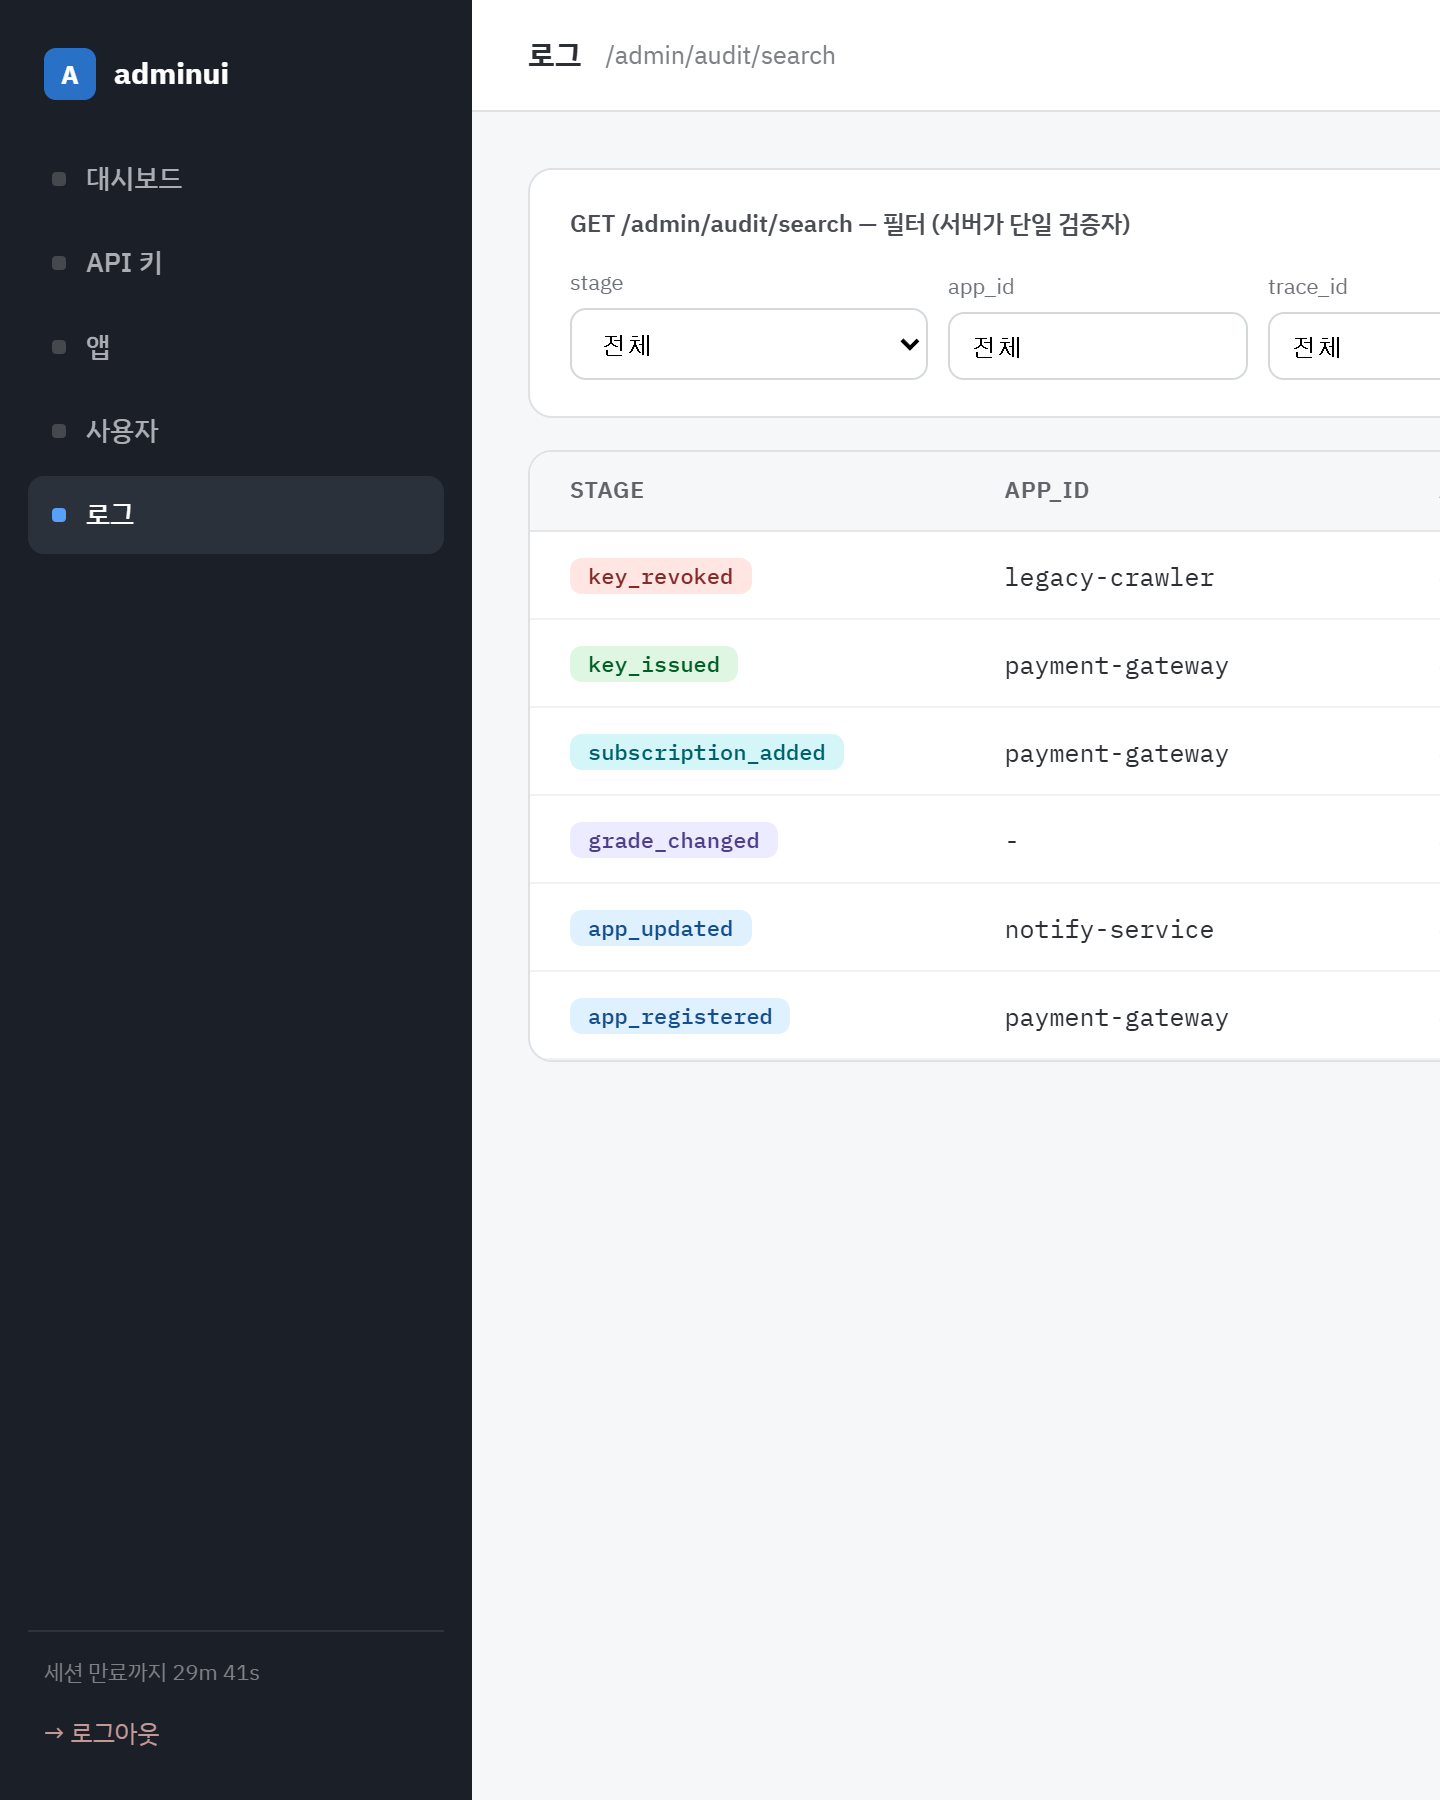 A adminui
대시보드
API 키
앱
사용자
로그
세션 만료까지 29m 41s
→ 로그아웃
로그 /admin/audit/search
GET /admin/audit/search — 필터 (서버가 단일 검증자)
stage app_id trace_id
전체 전체 전체
STAGE APP_ID
key_revoked legacy-crawler
key_issued payment-gateway
subscription_added payment-gateway
grade_changed -
app_updated notify-service
app_registered payment-gateway